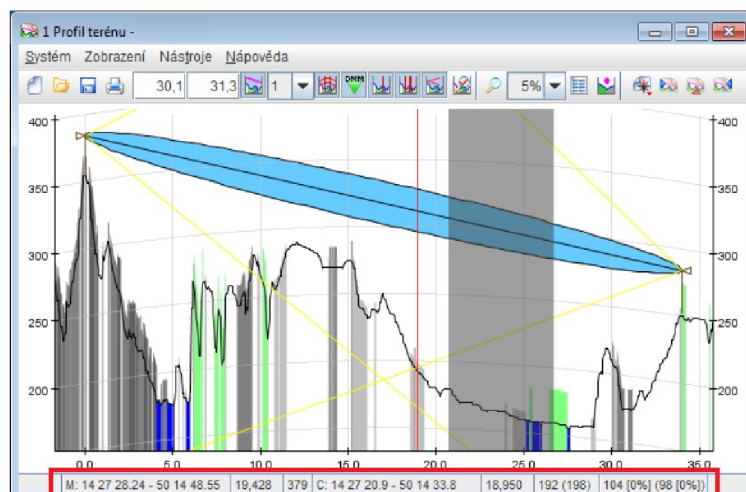 1 Profil terénu -
Systém Zobrazení Nástroje Nápověda
30,1 31,3 1 DMM 5%
400 400
350 350
300 300
250 250
200 200
0.0 5.0 10.0 15.0 20.0 25.0 30.0 35.0
M: 14 27 28.24 - 50 14 48.55 19,428 379 C: 14 27 20.9 - 50 14 33.8 18,950 192 (198) 104 [0%] (98 [0%])